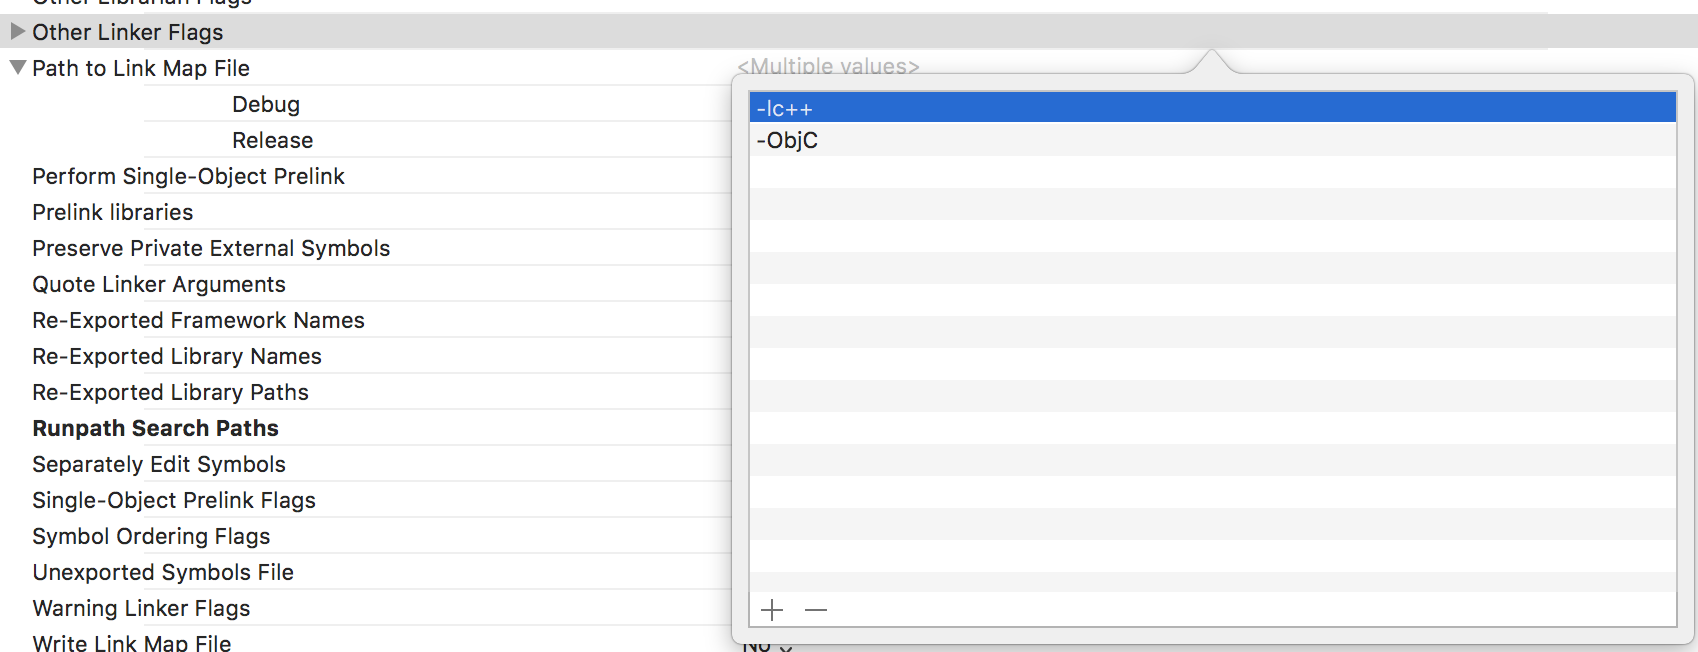 Other Librarian Flags
Other Linker Flags
Path to Link Map File <Multiple values>
Debug
Release
Perform Single-Object Prelink
Prelink libraries
Preserve Private External Symbols
Quote Linker Arguments
Re-Exported Framework Names
Re-Exported Library Names
Re-Exported Library Paths
Runpath Search Paths
Separately Edit Symbols
Single-Object Prelink Flags
Symbol Ordering Flags
Unexported Symbols File
Warning Linker Flags
Write Link Map File No
-lc++
-ObjC